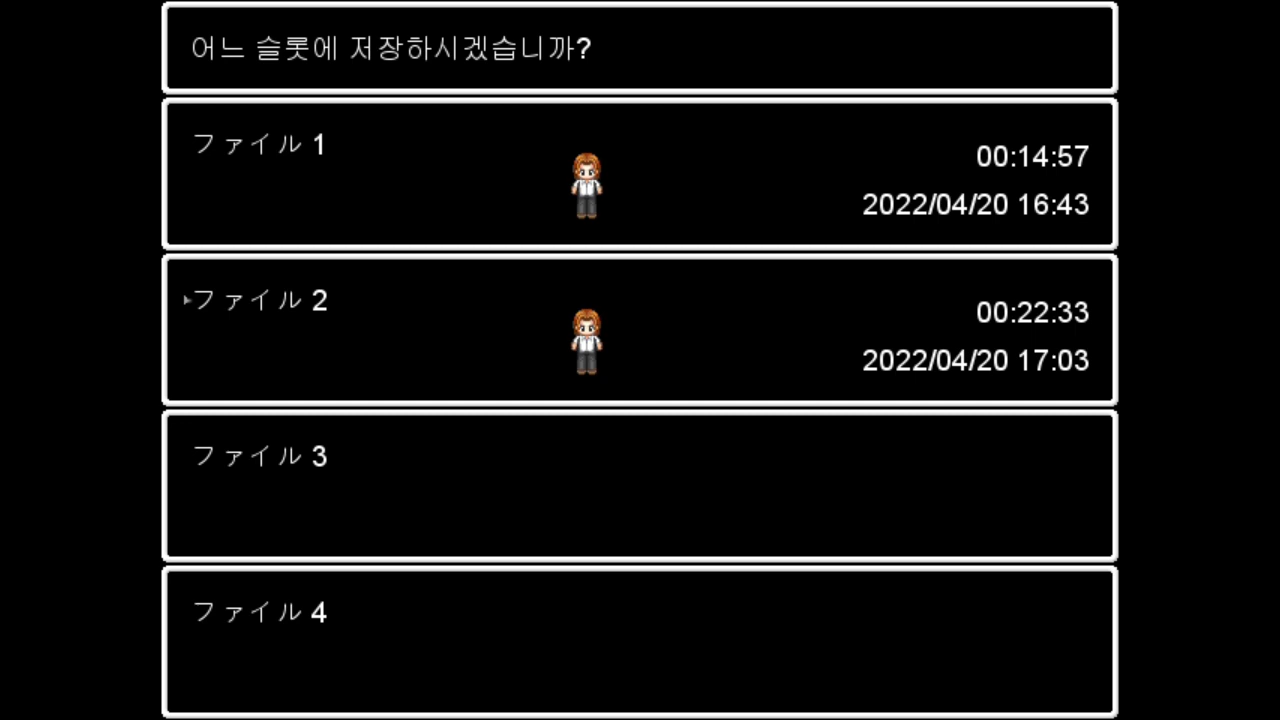 어느 슬롯에 저장하시겠습니까?
ファイル 1
00:14:57
2022/04/20 16:43
ファイル 2
00:22:33
2022/04/20 17:03
ファイル 3
ファイル 4